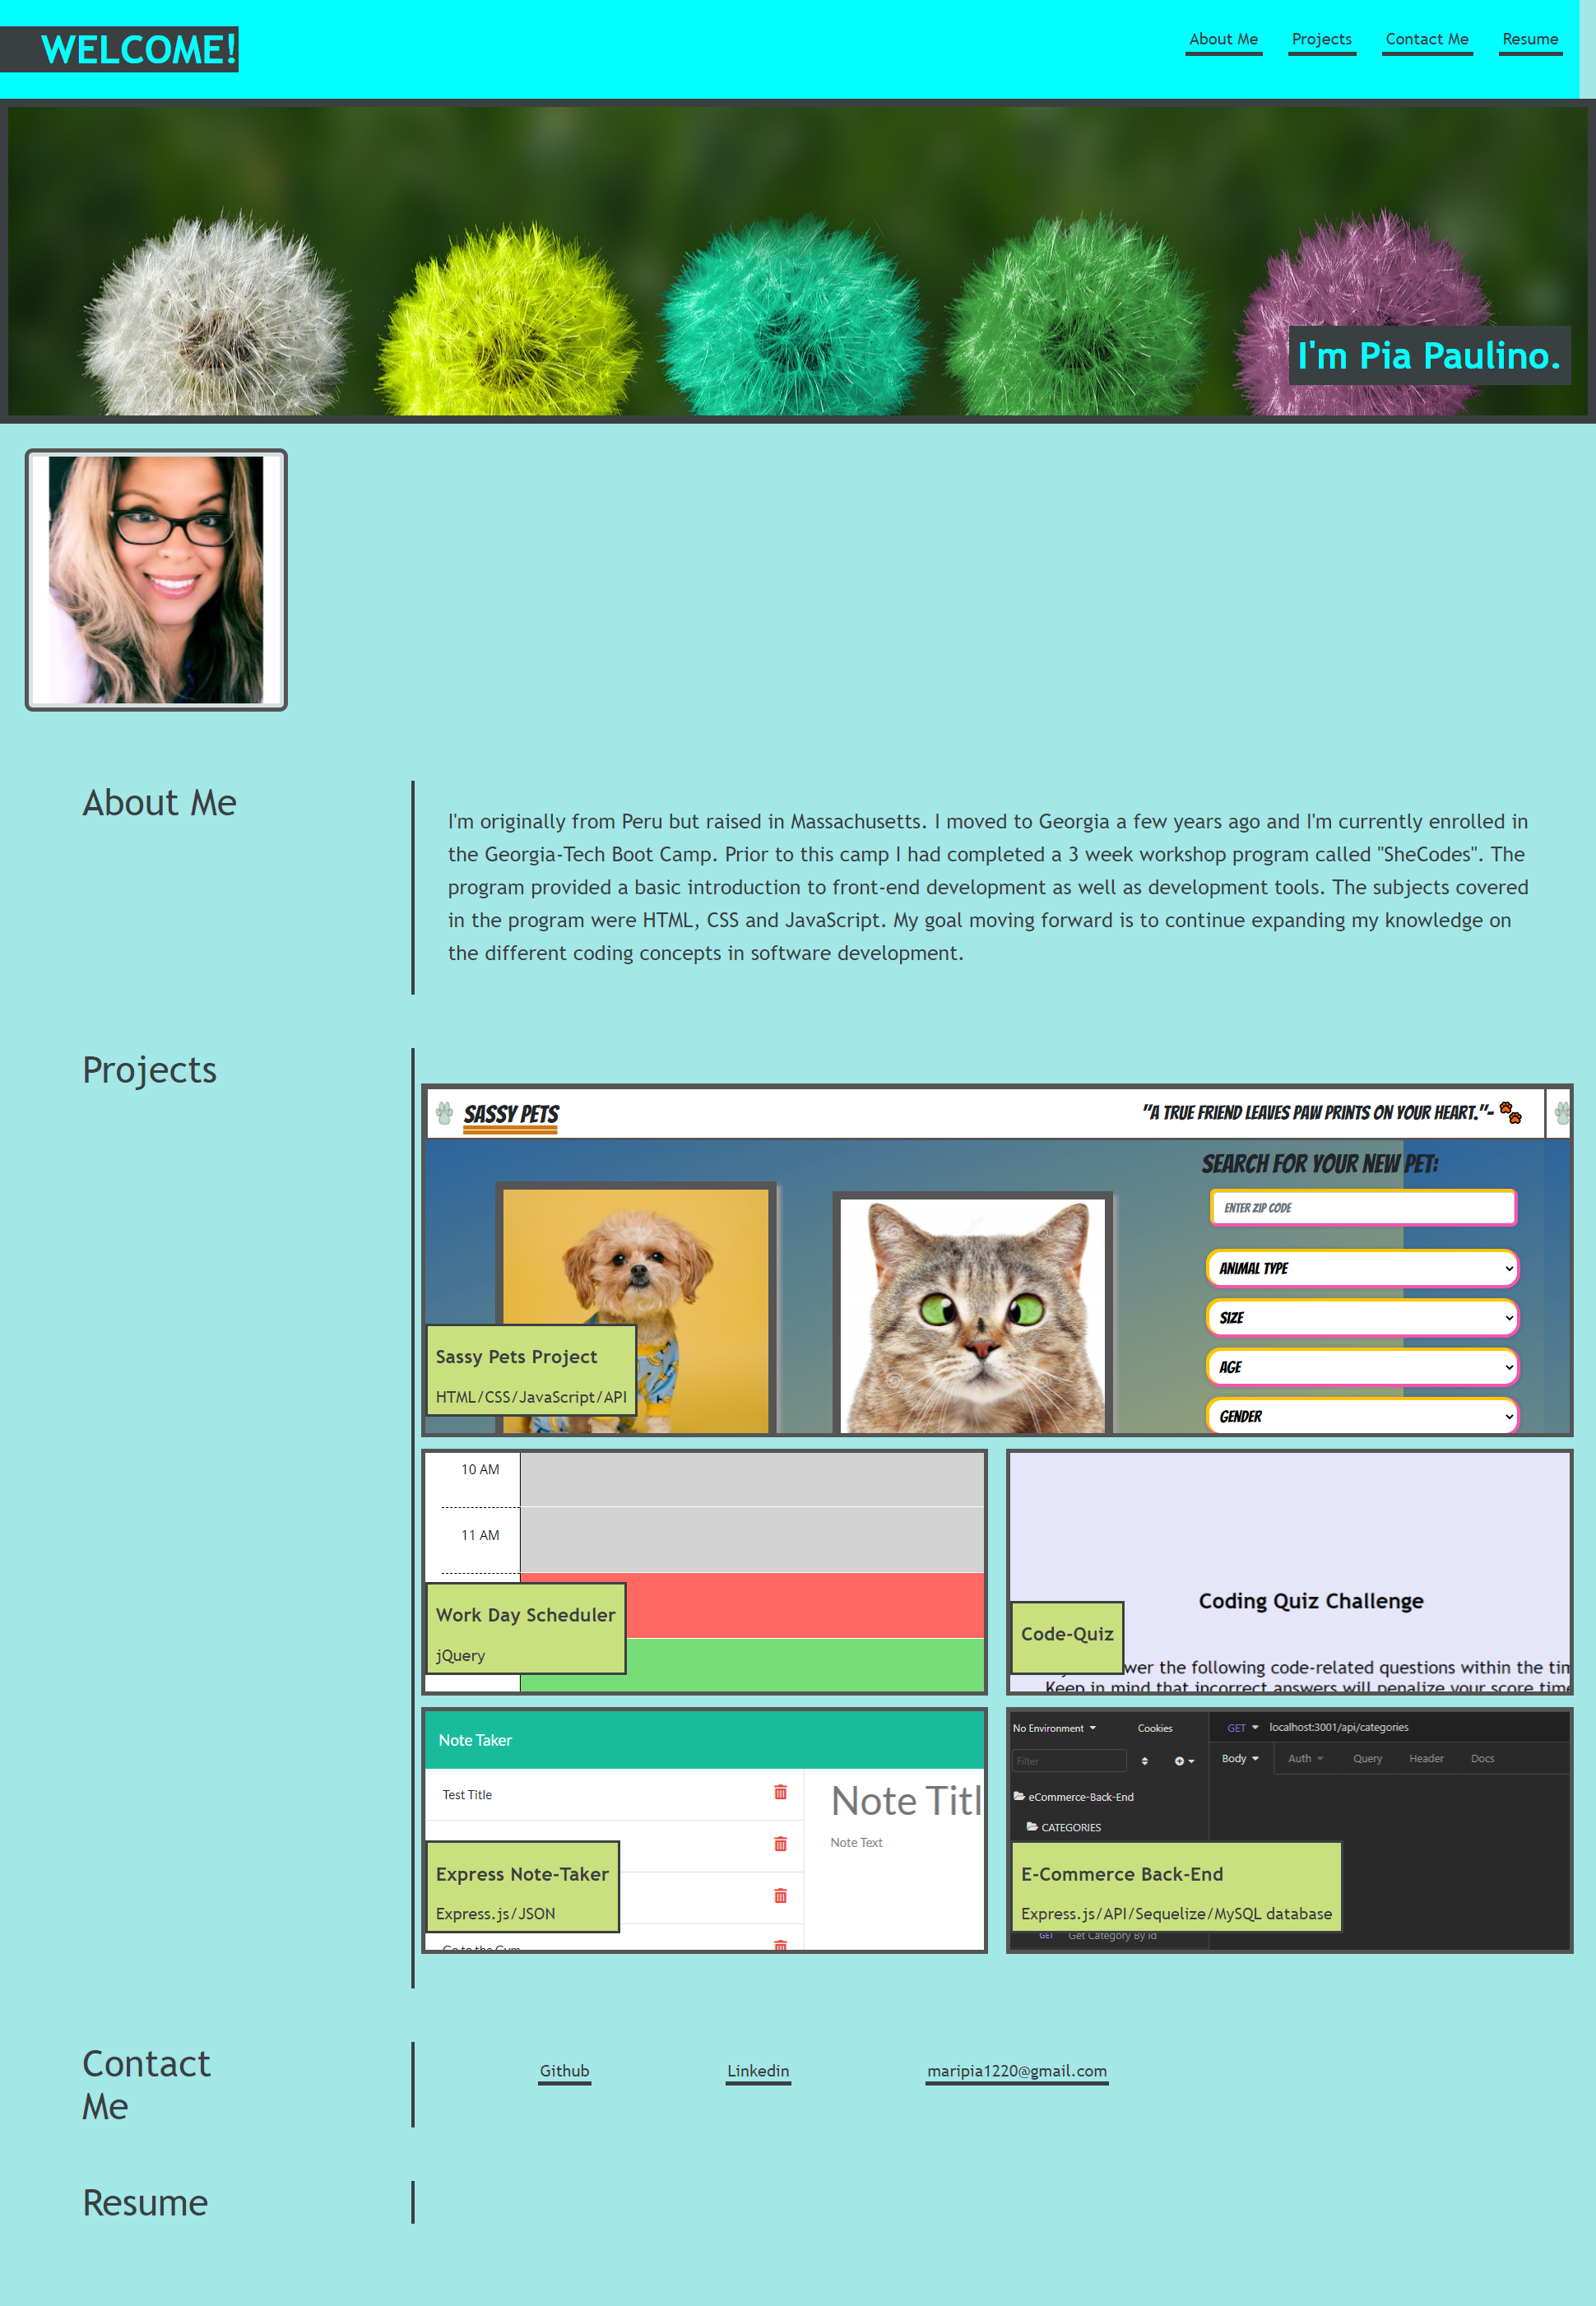 WELCOME!
About Me
Projects
Contact Me
Resume
I'm Pia Paulino.
About Me
I'm originally from Peru but raised in Massachusetts. I moved to Georgia a few years ago and I'm currently enrolled in
the Georgia-Tech Boot Camp. Prior to this camp I had completed a 3 week workshop program called "SheCodes". The
program provided a basic introduction to front-end development as well as development tools. The subjects covered
in the program were HTML, CSS and JavaScript. My goal moving forward is to continue expanding my knowledge on
the different coding concepts in software development.
Projects
SASSY PETS
"A TRUE FRIEND LEAVES PAW PRINTS ON YOUR HEART."-
SEARCH FOR YOUR NEW PET:
ENTER ZIP CODE
ANIMAL TYPE
SIZE
AGE
GENDER
Sassy Pets Project
HTML/CSS/JavaScript/API
10 AM
11 AM
Work Day Scheduler
jQuery
Coding Quiz Challenge
Code-Quiz
wer the following code-related questions within the tim
Keep in mind that incorrect answers will penalize your score time
Note Taker
Test Title
Note Titl
Note Text
Express Note-Taker
Express.js/JSON
Go to the Gym
No Environment
Cookies
GET
localhost:3001/api/categories
Filter
Body
Auth
Query
Header
Docs
eCommerce-Back-End
CATEGORIES
E-Commerce Back-End
Express.js/API/Sequelize/MySQL database
GET
Get Category By Id
Contact
Me
Github
Linkedin
maripia1220@gmail.com
Resume